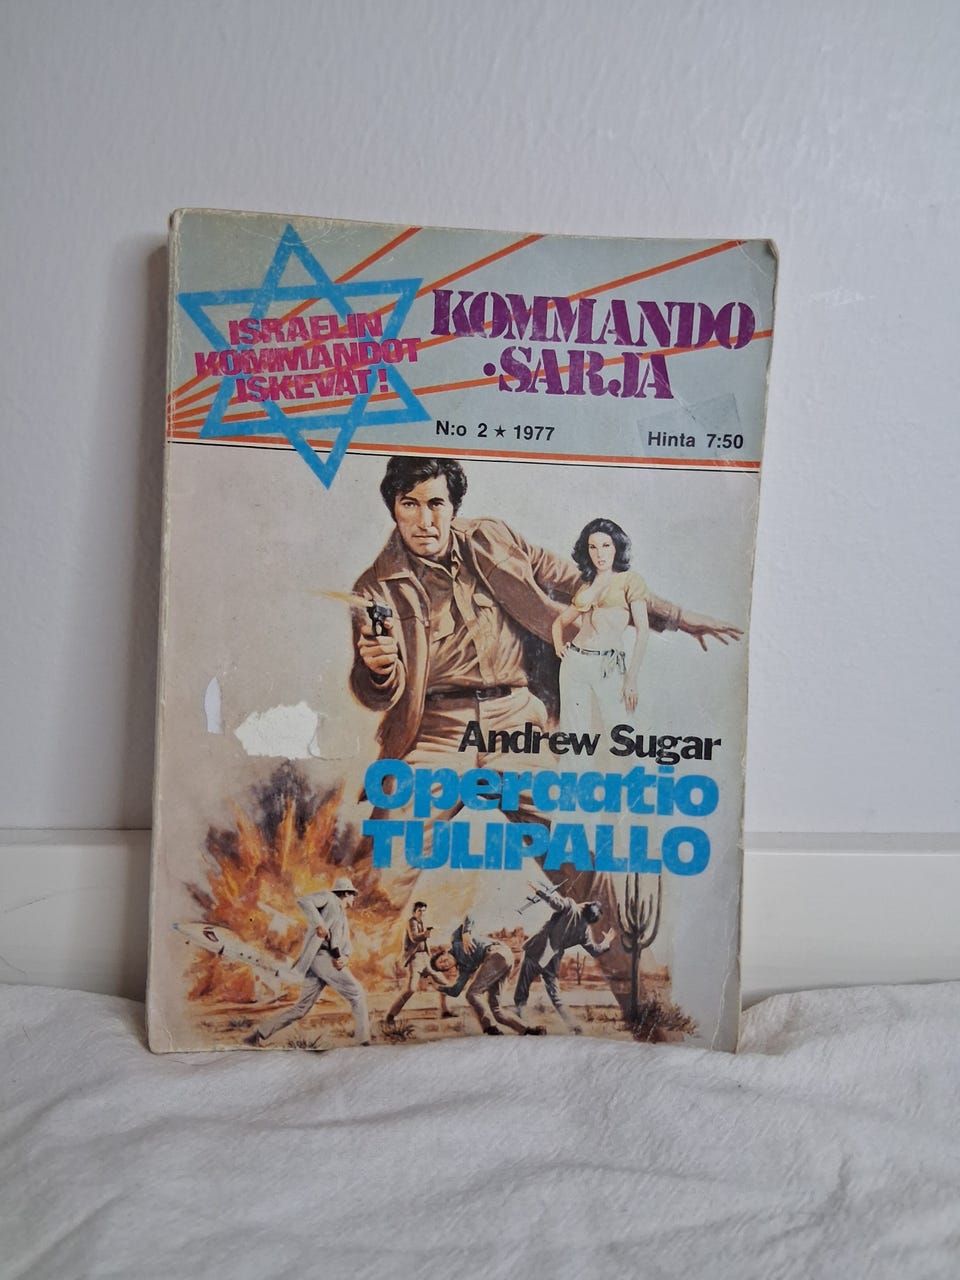 ISRAELIN
KOMMANDOT
ISKEVÄT!
KOMMANDO
•SARJA
N:o 2 ★ 1977
Hinta 7:50
Andrew Sugar
Operaatio
TULIPALLO